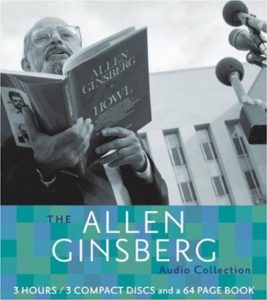 ALLEN
GINSBERG
HOWL
THE ALLEN
GINSBERG
Audio Collection
3 HOURS / 3 COMPACT DISCS and a 64 PAGE BOOK